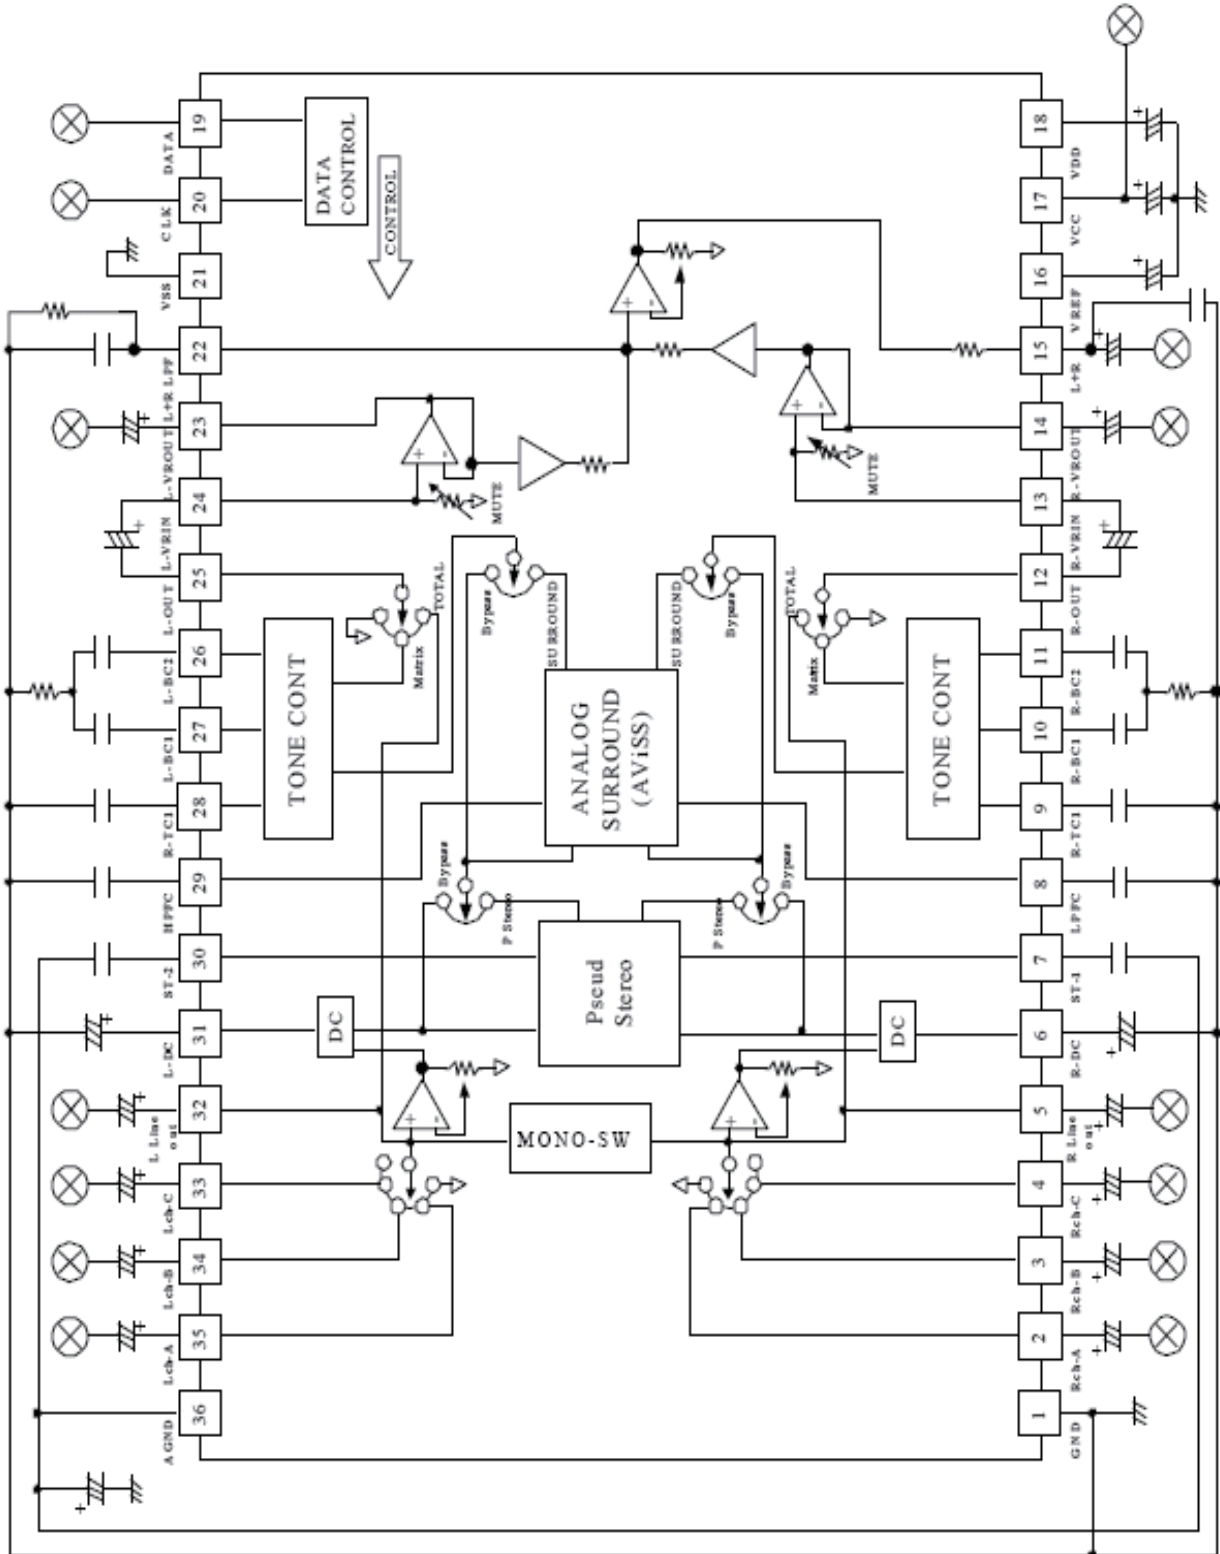 19
DATA
20
CLK
21
VSS
22
L+R LPF
23
L-VROUT
24
L-VRIN
25
L-OUT
26
L-BC2
27
L-BC1
28
R-TC1
29
HPFC
30
ST-2
31
L-DC
32
L Line
out
33
Lch-C
34
Lch-B
35
Lch-A
36
AGND
DATA
CONTROL
CONTROL
MUTE
MUTE
TOTAL
Matrix
Bypass
SURROUND
SURROUND
Bypass
TOTAL
Matrix
TONE CONT
ANALOG
SURROUND
(AViSS)
TONE CONT
Bypass
P Stereo
P Stereo
Bypass
Pseud
Stereo
DC
DC
MONO-SW
18
VDD
17
VCC
16
VREF
15
L+R
14
R-VROUT
13
R-VRIN
12
R-OUT
11
R-BC2
10
R-BC1
9
R-TC1
8
LPFC
7
ST-1
6
R-DC
5
R Line
out
4
Rch-C
3
Rch-B
2
Rch-A
1
GND